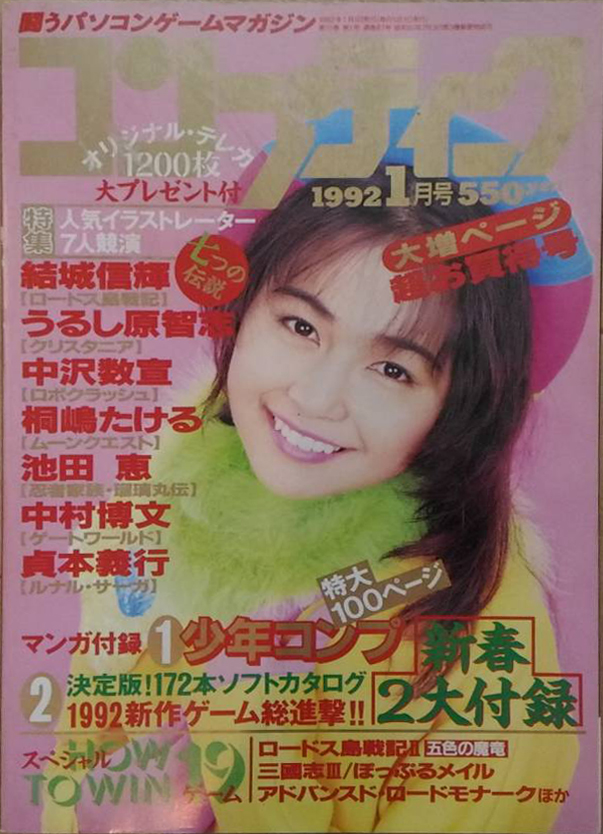 闘うパソコンゲームマガジン
コンプティーク
オリジナル・テレカ
1200枚
大プレゼント付
1992 1月号 550
大増ページ
超お買得号
特集
人気イラストレーター
7人競演
七つの伝説
結城信輝
[ロードス島戦記]
うるし原智志
[クリスタニア]
中沢数宣
[ロボクラッシュ]
桐嶋たける
[ムーンクエスト]
池田 恵
[忍者家族・瑠璃丸伝]
中村博文
[ゲートワールド]
貞本義行
[ルナル・サーガ]
特大
100ページ
マンガ付録 1 少年コンプ
2 決定版!172本ソフトカタログ
1992新作ゲーム総進撃!!
新春
2大付録
スペシャル
HOW
TO WIN 19
ゲーム
ロードス島戦記II 五色の魔竜
三國志III/ぽっぷるメイル
アドバンスド・ロードモナークほか